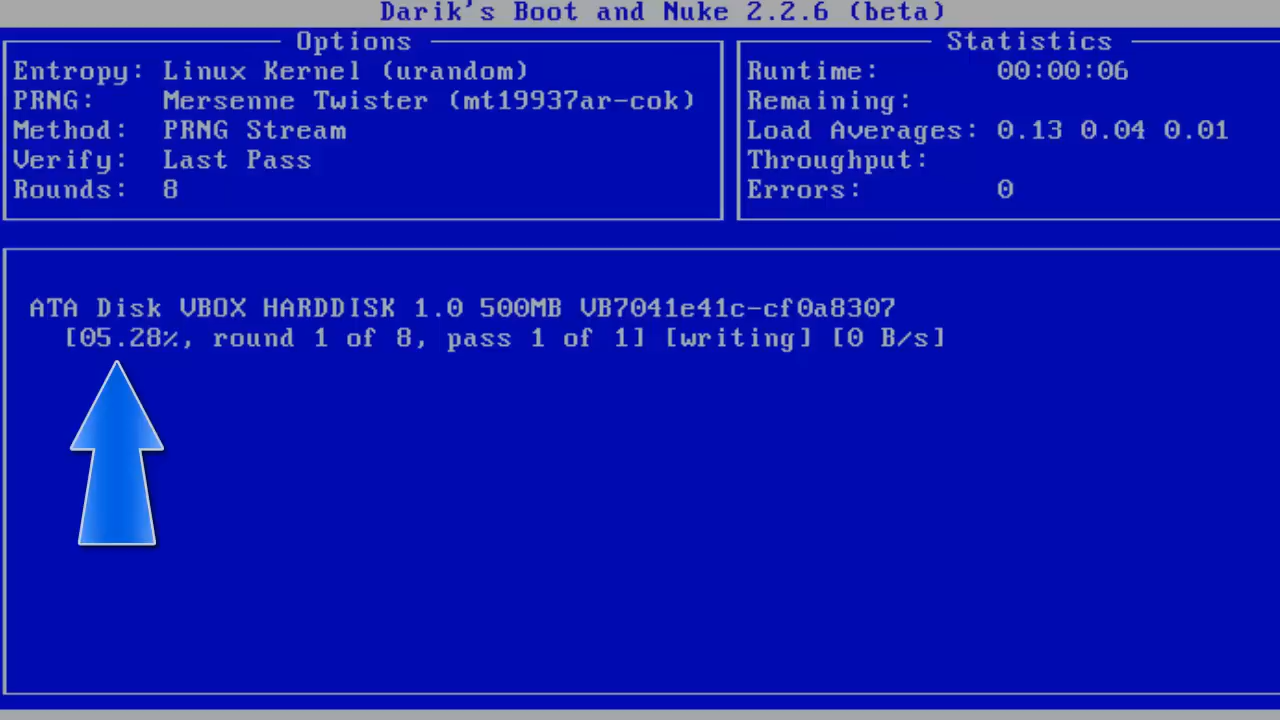 Darik's Boot and Nuke 2.2.6 (beta)
Options
Entropy: Linux Kernel (urandom)
PRNG: Mersenne Twister (mt19937ar-cok)
Method: PRNG Stream
Verify: Last Pass
Rounds: 8
Statistics
Runtime: 00:00:06
Remaining:
Load Averages: 0.13 0.04 0.01
Throughput:
Errors: 0
ATA Disk VBOX HARDDISK 1.0 500MB VB7041e41c-cf0a8307
[05.28%, round 1 of 8, pass 1 of 1] [writing] [0 B/s]